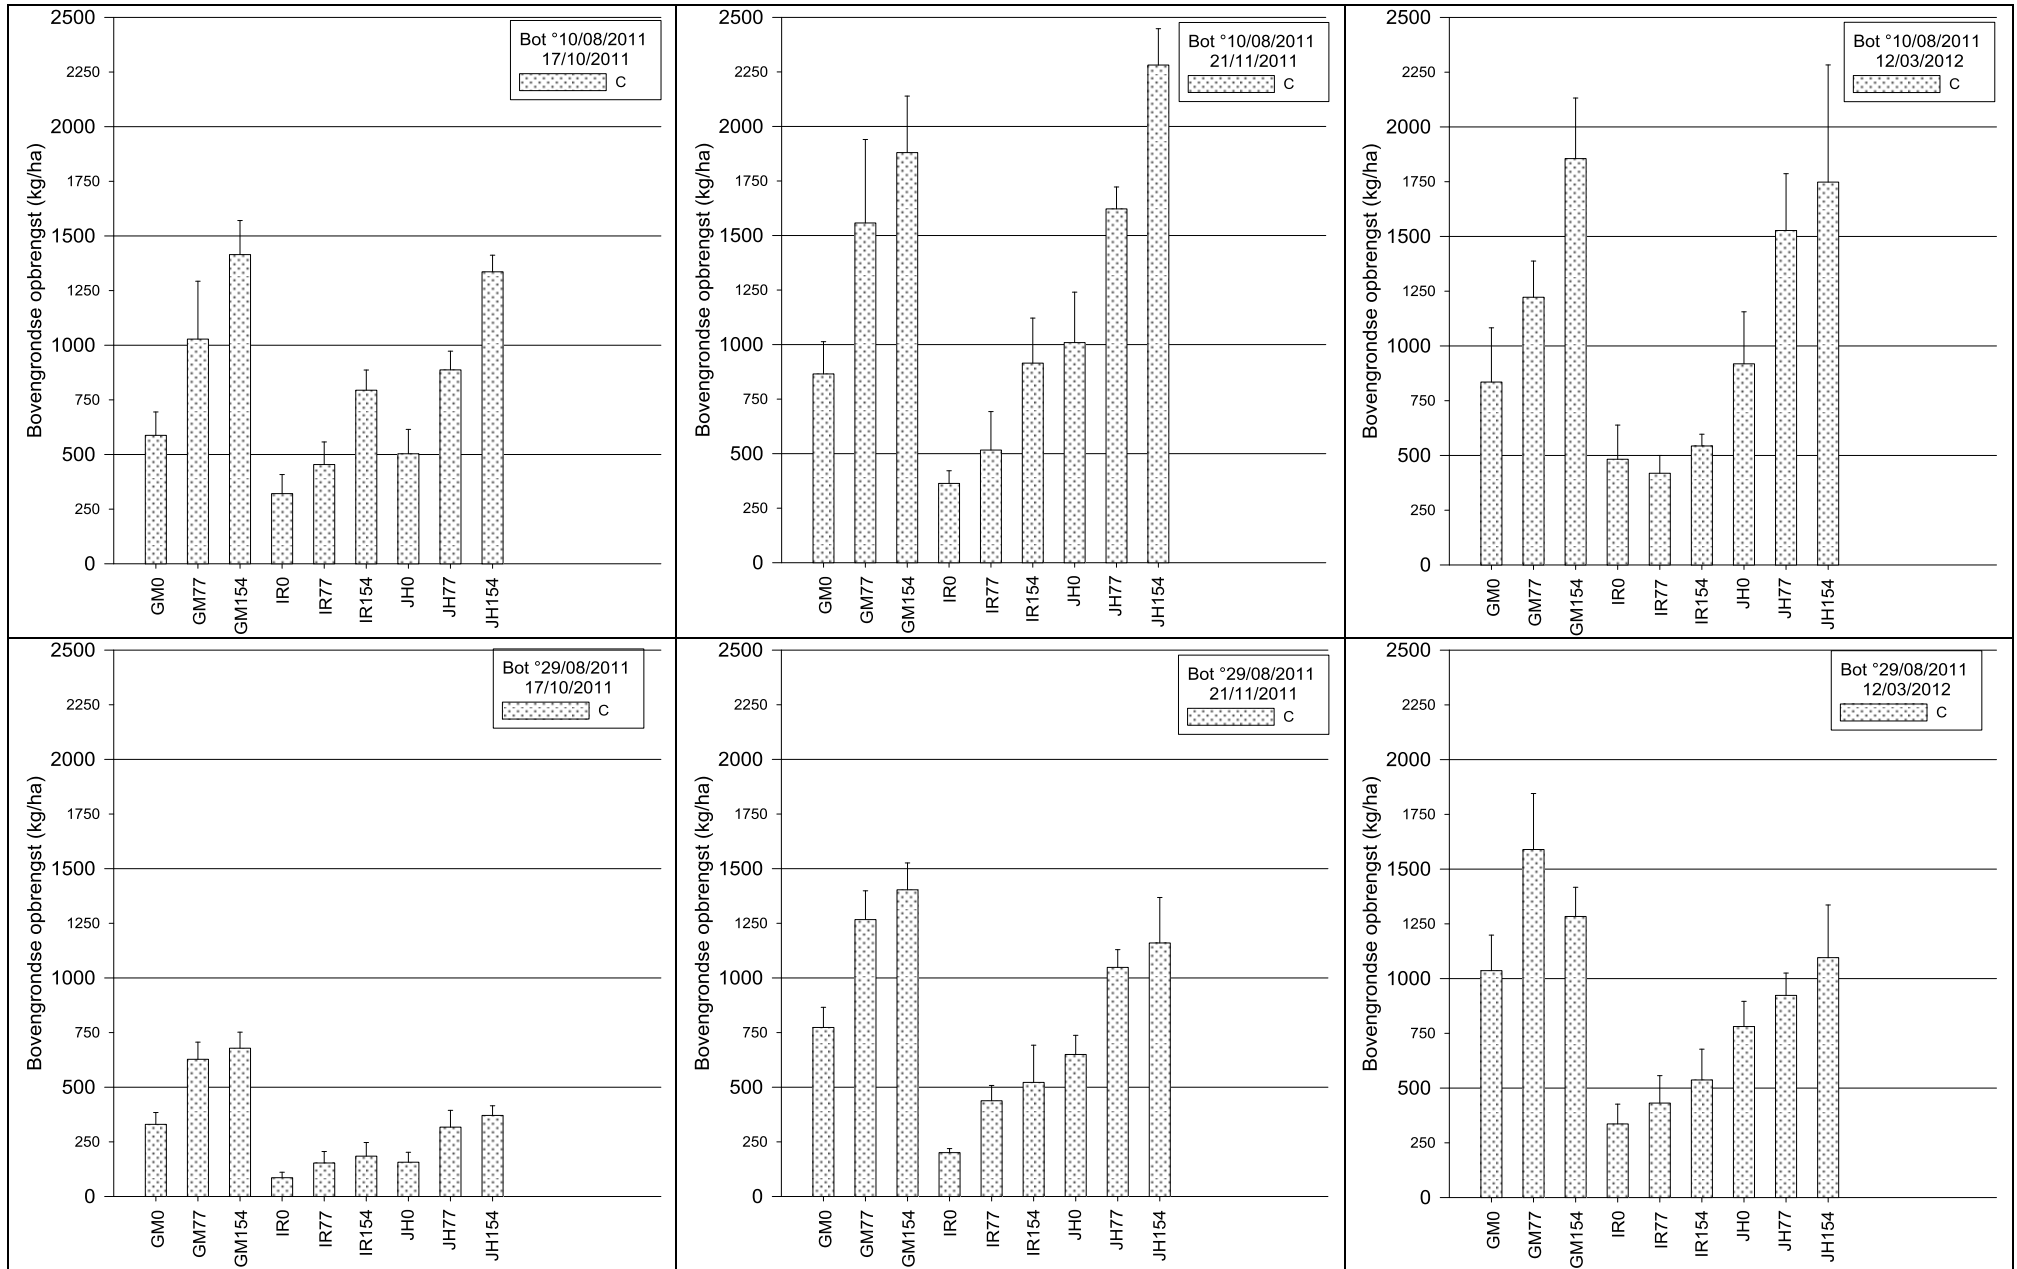 2500
2250
2000
1750
1500
1250
1000
750
500
250
0
Bovengrondse opbrengst (kg/ha)
Bot °10/08/2011
17/10/2011
C
GM0
GM77
GM154
IR0
IR77
IR154
JH0
JH77
JH154
2500
2250
2000
1750
1500
1250
1000
750
500
250
0
Bovengrondse opbrengst (kg/ha)
Bot °10/08/2011
21/11/2011
C
GM0
GM77
GM154
IR0
IR77
IR154
JH0
JH77
JH154
2500
2250
2000
1750
1500
1250
1000
750
500
250
0
Bovengrondse opbrengst (kg/ha)
Bot °10/08/2011
12/03/2012
C
GM0
GM77
GM154
IR0
IR77
IR154
JH0
JH77
JH154
2500
2250
2000
1750
1500
1250
1000
750
500
250
0
Bovengrondse opbrengst (kg/ha)
Bot °29/08/2011
17/10/2011
C
GM0
GM77
GM154
IR0
IR77
IR154
JH0
JH77
JH154
2500
2250
2000
1750
1500
1250
1000
750
500
250
0
Bovengrondse opbrengst (kg/ha)
Bot °29/08/2011
21/11/2011
C
GM0
GM77
GM154
IR0
IR77
IR154
JH0
JH77
JH154
2500
2250
2000
1750
1500
1250
1000
750
500
250
0
Bovengrondse opbrengst (kg/ha)
Bot °29/08/2011
12/03/2012
C
GM0
GM77
GM154
IR0
IR77
IR154
JH0
JH77
JH154